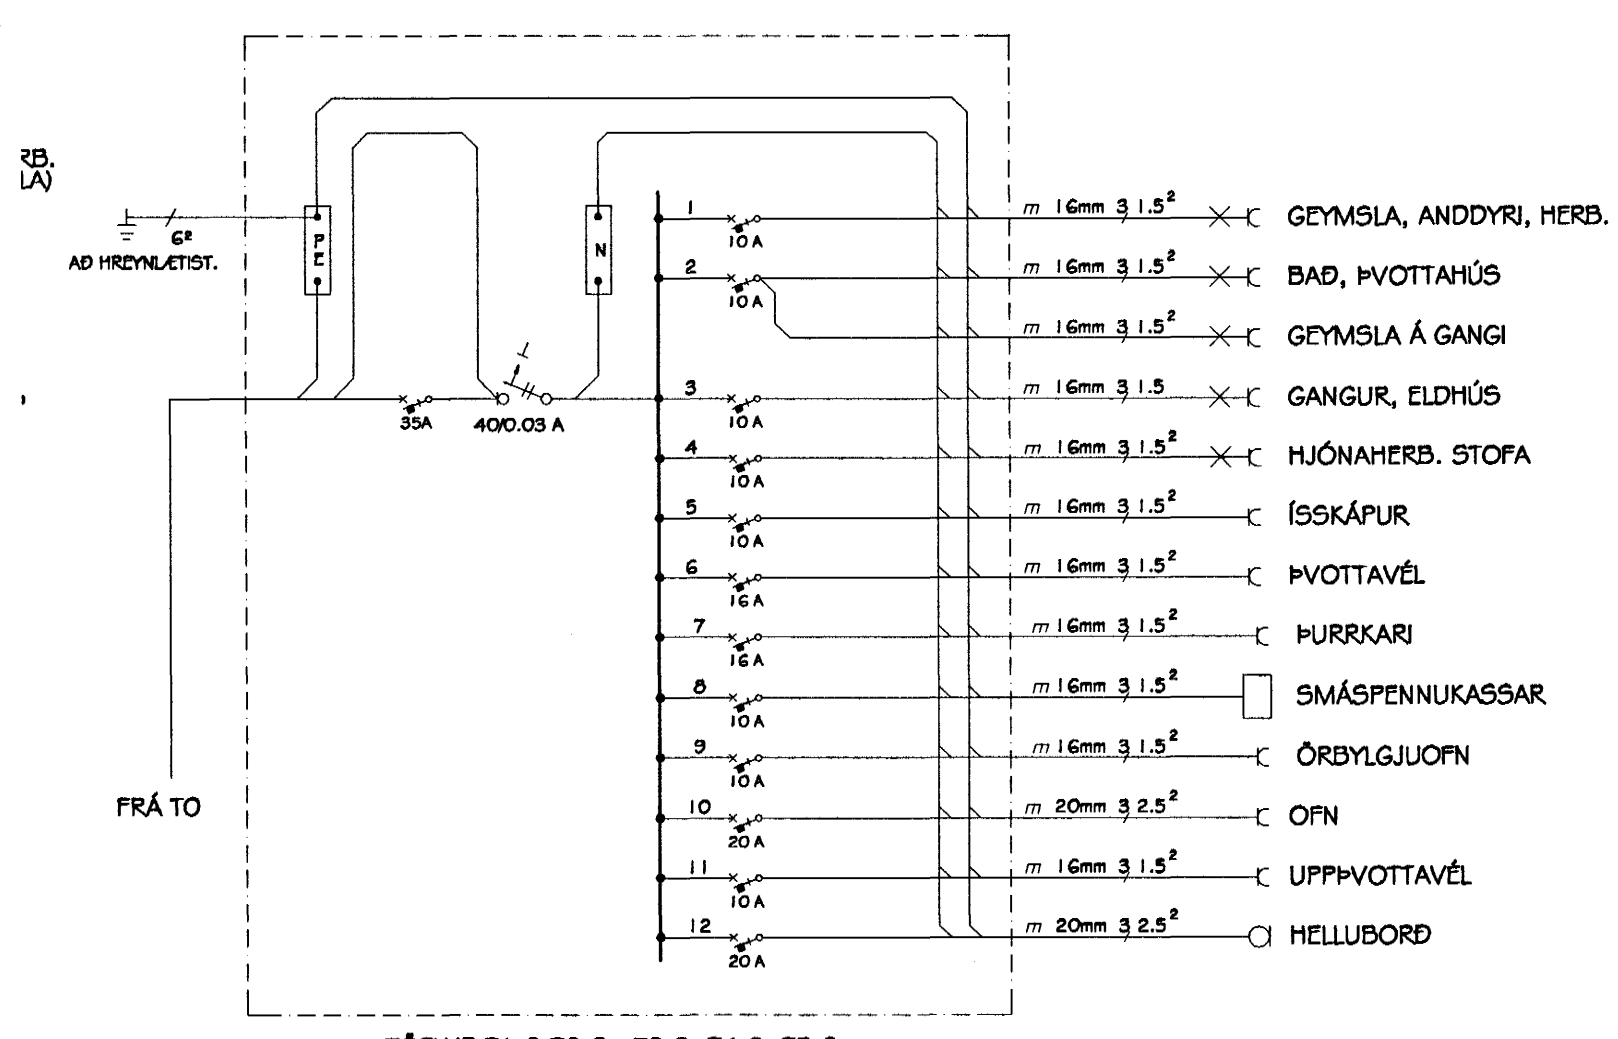 RB.
LA)
6²
AÐ HREYNLÆTIST.
PE
N
35A
40/0.03 A
FRÁ TO
1 10A m 16mm 3 1.5² GEYMSLA, ANDDYRI, HERB.
2 10A m 16mm 3 1.5² BAÐ, ÞVOTTAHÚS
m 16mm 3 1.5² GEYMSLA Á GANGI
3 10A m 16mm 3 1.5 GANGUR, ELDHÚS
4 10A m 16mm 3 1.5² HJÓNAHERB. STOFA
5 10A m 16mm 3 1.5² ÍSSKÁPUR
6 16A m 16mm 3 1.5² ÞVOTTAVÉL
7 16A m 16mm 3 1.5² ÞURRKARI
8 10A m 16mm 3 1.5² SMÁSPENNUKASSAR
9 10A m 16mm 3 1.5² ÖRBYLGJUOFN
10 20A m 20mm 3 2.5² OFN
11 10A m 16mm 3 1.5² UPPÞVOTTAVÉL
12 20A m 20mm 3 2.5² HELLUBORÐ